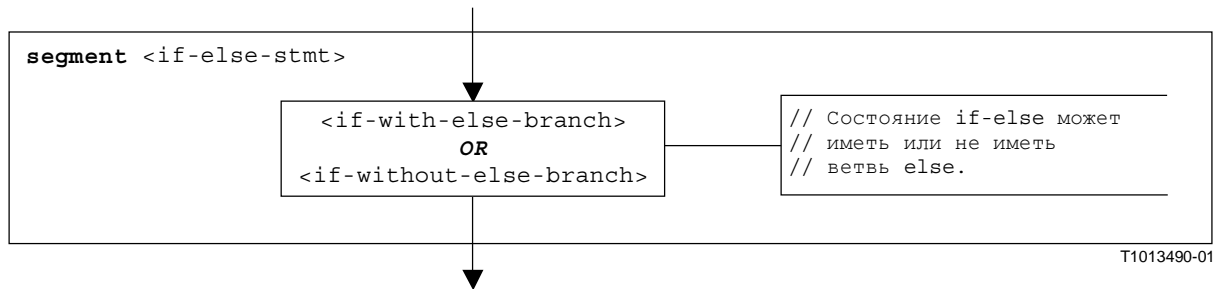 segment <if-else-stmt>
<if-with-else-branch>
OR
<if-without-else-branch>
// Состояние if-else может
// иметь или не иметь
// ветвь else.
T1013490-01